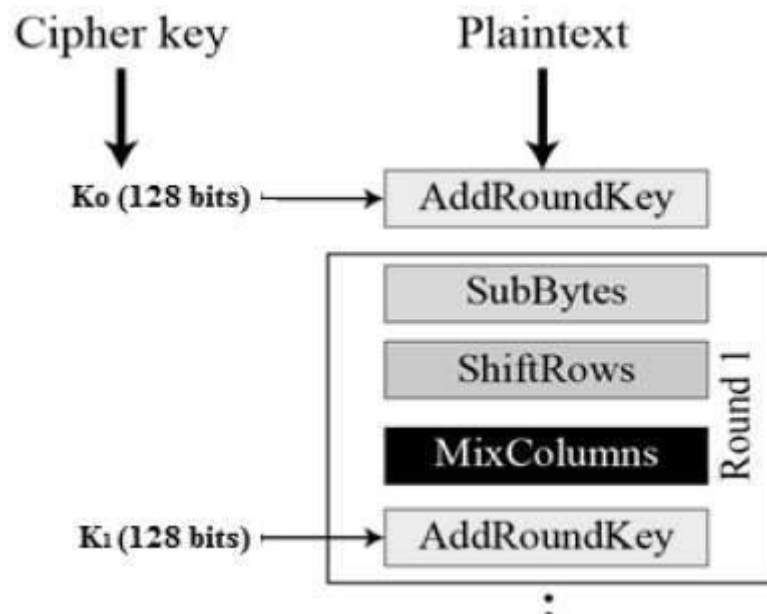 Cipher key
Plaintext
K0 (128 bits)
AddRoundKey
SubBytes
ShiftRows
MixColumns
Round 1
K1 (128 bits)
AddRoundKey